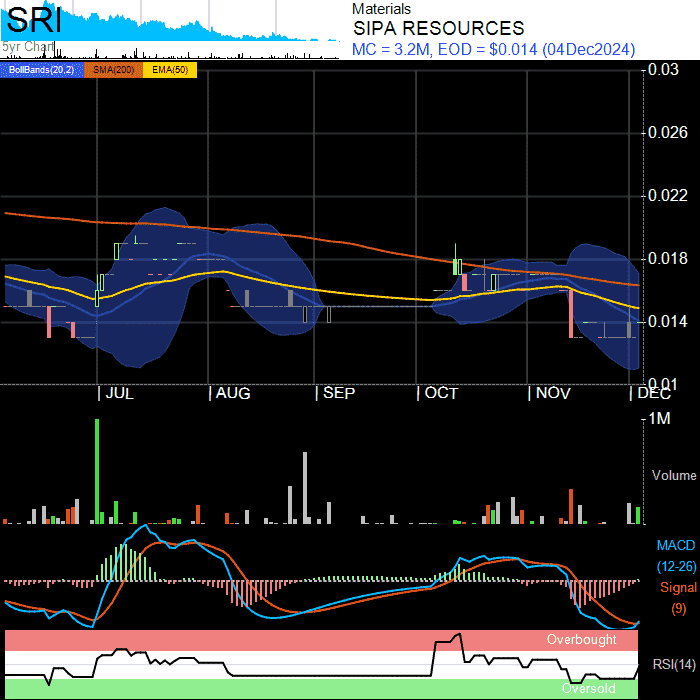 SRI
5yr Chart
Materials
SIPA RESOURCES
MC = 3.2M, EOD = $0.014 (04Dec2024)
BollBands(20,2) SMA(200) EMA(50)
0.03
0.026
0.022
0.018
0.014
0.01
JUL AUG SEP OCT NOV DEC
1M
Volume
MACD
(12-26)
Signal
(9)
Overbought
RSI(14)
Oversold